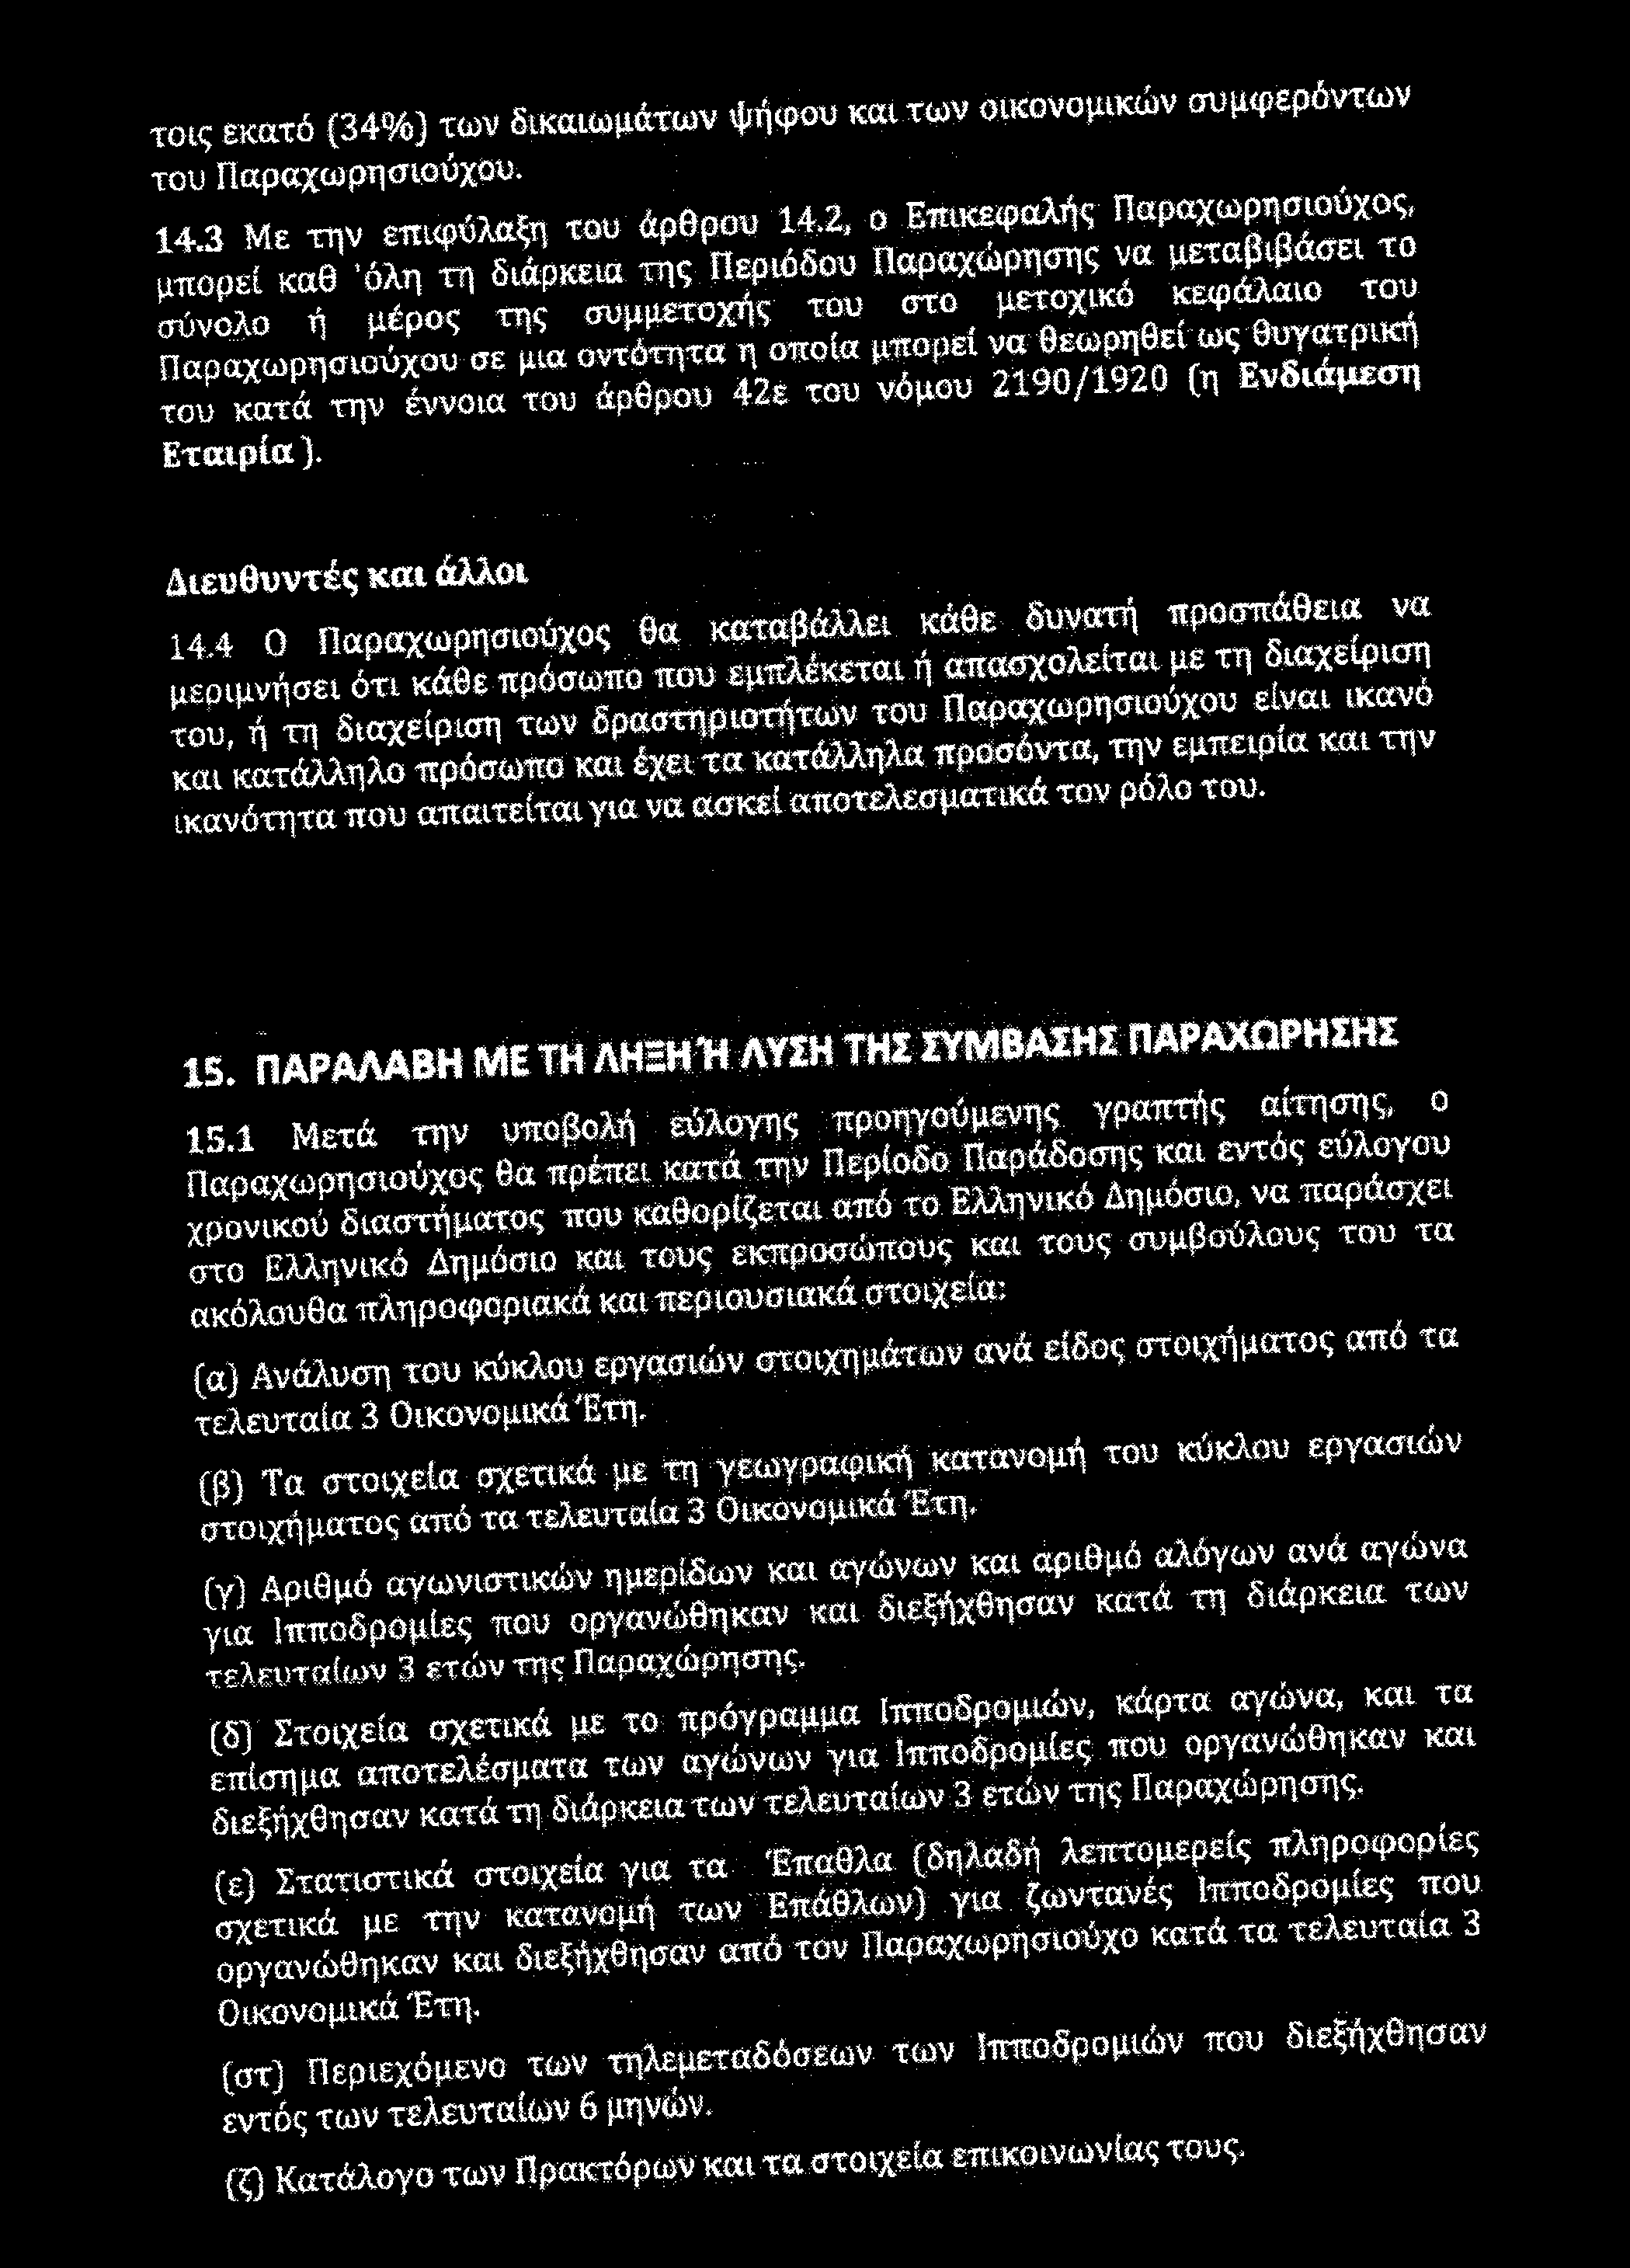 τοις εκατό (34%) των δικαιωμάτων ψήφου και των οικονομικών συμφερόντων
του Παραχωρησιούχου.
14.3 Με την επιφύλαξη του άρθρου 14.2, ο Επικεφαλής Παραχωρησιούχος,
μπορεί καθ 'όλη τη διάρκεια της Περιόδου Παραχώρησης να μεταβιβάσει το
σύνολο ή μέρος της συμμετοχής του στο μετοχικό κεφάλαιο του
Παραχωρησιούχου σε μια οντότητα η οποία μπορεί να θεωρηθεί ως θυγατρική
του κατά την έννοια του άρθρου 42ε του νόμου 2190/1920 (η Ενδιάμεση
Εταιρία ).
Διευθυντές και άλλοι
14.4 Ο Παραχωρησιούχος θα καταβάλλει κάθε δυνατή προσπάθεια να
μεριμνήσει ότι κάθε πρόσωπο που εμπλέκεται ή απασχολείται με τη διαχείριση
του, ή τη διαχείριση των δραστηριοτήτων του Παραχωρησιούχου είναι ικανό
και κατάλληλο πρόσωπο και έχει τα κατάλληλα προσόντα, την εμπειρία και την
ικανότητα που απαιτείται για να ασκεί αποτελεσματικά τον ρόλο του.
15. ΠΑΡΑΛΑΒΗ ΜΕ ΤΗ ΛΗΞΗ Ή ΛΥΣΗ ΤΗΣ ΣΥΜΒΑΣΗΣ ΠΑΡΑΧΩΡΗΣΗΣ
15.1 Μετά την υποβολή εύλογης προηγούμενης γραπτής αίτησης, ο
Παραχωρησιούχος θα πρέπει κατά την Περίοδο Παράδοσης και εντός εύλογου
χρονικού διαστήματος που καθορίζεται από το Ελληνικό Δημόσιο, να παράσχει
στο Ελληνικό Δημόσιο και τους εκπροσώπους και τους συμβούλους του τα
ακόλουθα πληροφοριακά και περιουσιακά στοιχεία:
(α) Ανάλυση του κύκλου εργασιών στοιχημάτων ανά είδος στοιχήματος από τα
τελευταία 3 Οικονομικά Έτη.
(β) Τα στοιχεία σχετικά με τη γεωγραφική κατανομή του κύκλου εργασιών
στοιχήματος από τα τελευταία 3 Οικονομικά Έτη.
(γ) Αριθμό αγωνιστικών ημερίδων και αγώνων και αριθμό αλόγων ανά αγώνα
για Ιπποδρομίες που οργανώθηκαν και διεξήχθησαν κατά τη διάρκεια των
τελευταίων 3 ετών της Παραχώρησης.
(δ) Στοιχεία σχετικά με το πρόγραμμα Ιπποδρομιών, κάρτα αγώνα, και τα
επίσημα αποτελέσματα των αγώνων για Ιπποδρομίες που οργανώθηκαν και
διεξήχθησαν κατά τη διάρκεια των τελευταίων 3 ετών της Παραχώρησης.
(ε) Στατιστικά στοιχεία για τα Έπαθλα (δηλαδή λεπτομερείς πληροφορίες
σχετικά με την κατανομή των Επάθλων) για ζωντανές Ιπποδρομίες που
οργανώθηκαν και διεξήχθησαν από τον Παραχωρησιούχο κατά τα τελευταία 3
Οικονομικά Έτη.
(στ) Περιεχόμενο των τηλεμεταδόσεων των Ιπποδρομιών που διεξήχθησαν
εντός των τελευταίων 6 μηνών.
(ζ) Κατάλογο των Πρακτόρων και τα στοιχεία επικοινωνίας τους.